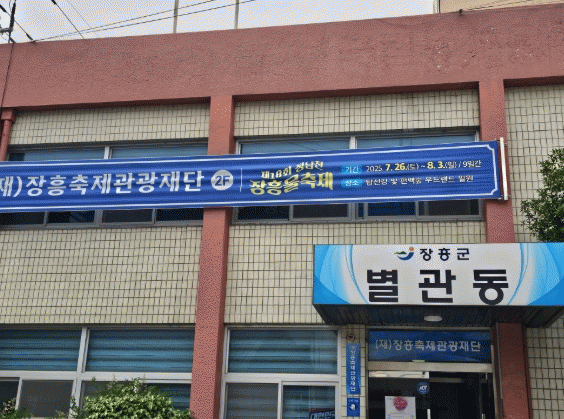 재)장흥축제관광재단 2F
제18회 정남진
장흥물축제
기간 2025. 7. 26.(토) ~ 8. 3.(일) / 9일간
장소 탐진강 및 편백숲 우드랜드 일원
장흥군
별관동
(재)장흥축제관광재단